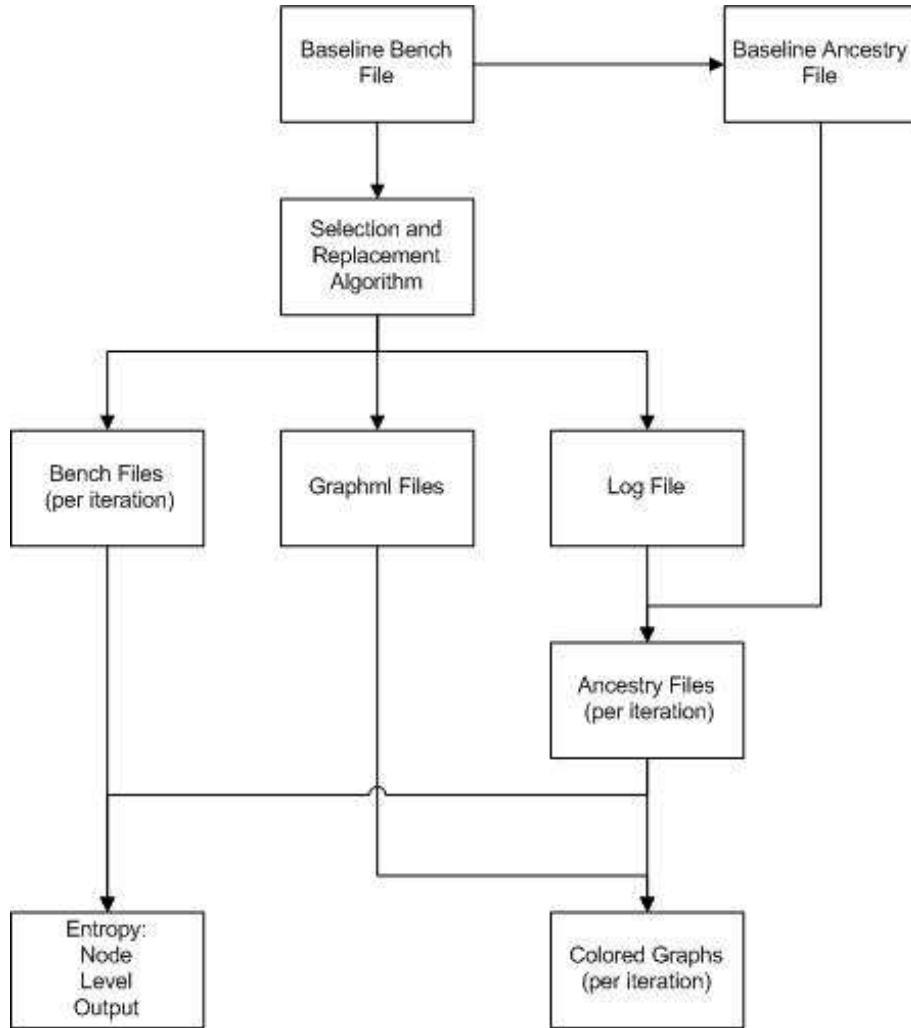 Baseline Bench
File
Baseline Ancestry
File
Selection and
Replacement
Algorithm
Bench Files
(per iteration)
Graphml Files
Log File
Ancestry Files
(per iteration)
Entropy:
Node
Level
Output
Colored Graphs
(per iteration)